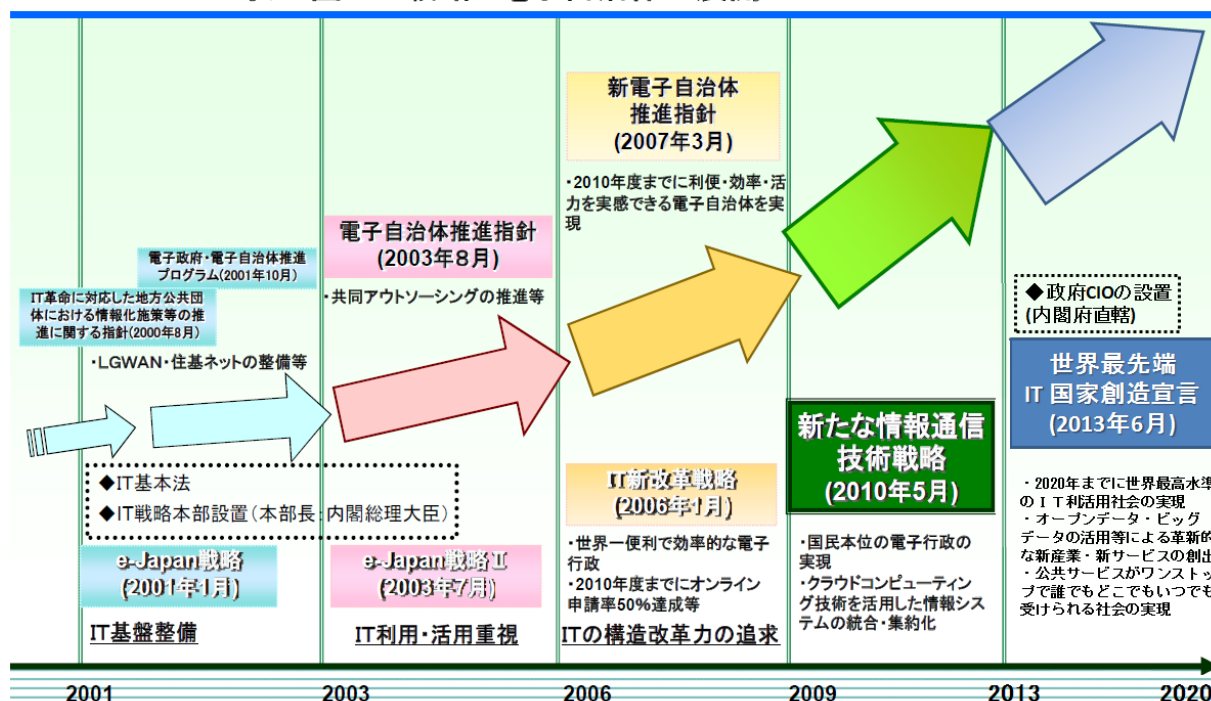 新電子自治体
推進指針
(2007年3月)
・2010年度までに利便・効率・活
力を実感できる電子自治体を実
現
電子自治体推進指針
(2003年8月)
・共同アウトソーシングの推進等
電子政府・電子自治体推進
プログラム(2001年10月)
IT革命に対応した地方公共団
体における情報化施策等の推
進に関する指針(2000年8月)
・LGWAN・住基ネットの整備等
◆政府CIOの設置
(内閣府直轄)
世界最先端
IT 国家創造宣言
(2013年6月)
・2020年までに世界最高水準
のIT利活用社会の実現
・オープンデータ・ビッグ
データの活用等による革新的
な新産業・新サービスの創出
・公共サービスがワンストッ
プで誰でもどこでもいつでも
受けられる社会の実現
新たな情報通信
技術戦略
(2010年5月)
・国民本位の電子行政の
実現
・クラウドコンピューティン
グ技術を活用した情報シス
テムの統合・集約化
IT新改革戦略
(2006年1月)
・世界一便利で効率的な電子
行政
・2010年度までにオンライン
申請率50%達成等
ITの構造改革力の追求
◆IT基本法
◆IT戦略本部設置(本部長:内閣総理大臣)
e-Japan戦略
(2001年1月)
IT基盤整備
e-Japan戦略Ⅱ
(2003年7月)
IT利用・活用重視
2001
2003
2006
2009
2013
2020